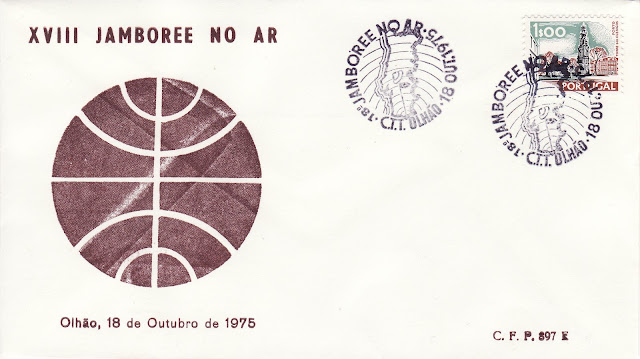 XVIII JAMBOREE NO AR
18º JAMBOREE NO AR · 18 OUT. 1975 · C.T.T. OLHÃO ·
1$00
PORTUGAL
18º JAMBOREE NO AR · 18 OU · C.T.T. OLHÃO ·
Olhão, 18 de Outubro de 1975
C. F. P. 897 E